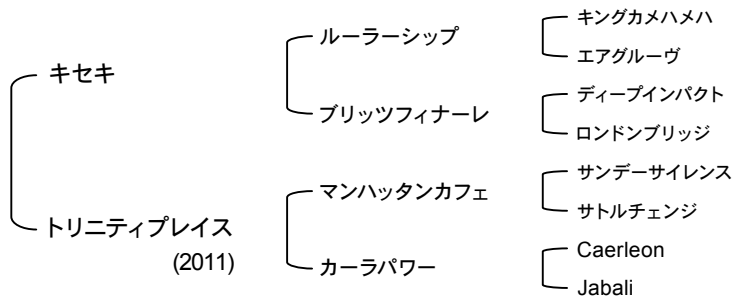 キセキ
トリニティプレイス
(2011)
ルーラーシップ
ブリッツフィナーレ
マンハッタンカフェ
カーラパワー
キングカメハメハ
エアグルーヴ
ディープインパクト
ロンドンブリッジ
サンデーサイレンス
サトルチェンジ
Caerleon
Jabali